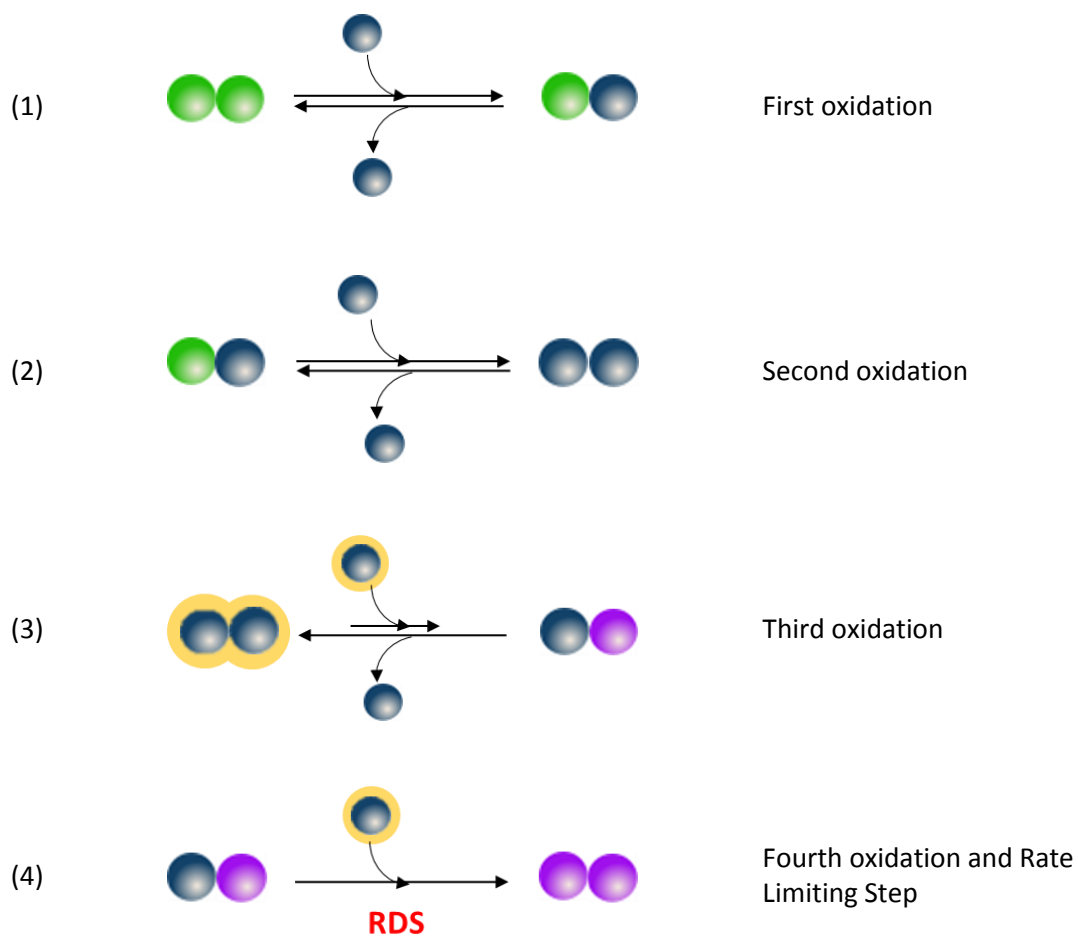 (1)
First oxidation
(2)
Second oxidation
(3)
Third oxidation
(4)
Fourth oxidation and Rate
Limiting Step
RDS